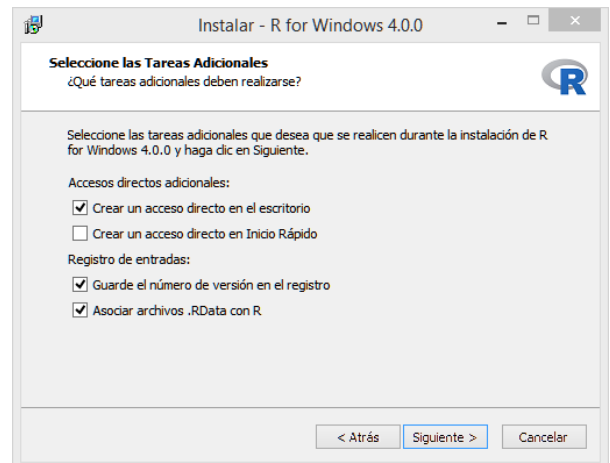 Instalar - R for Windows 4.0.0
Seleccione las Tareas Adicionales
¿Qué tareas adicionales deben realizarse?
R
Seleccione las tareas adicionales que desea que se realicen durante la instalación de R
for Windows 4.0.0 y haga clic en Siguiente.
Accesos directos adicionales:
Crear un acceso directo en el escritorio
Crear un acceso directo en Inicio Rápido
Registro de entradas:
Guarde el número de versión en el registro
Asociar archivos .RData con R
< Atrás
Siguiente >
Cancelar